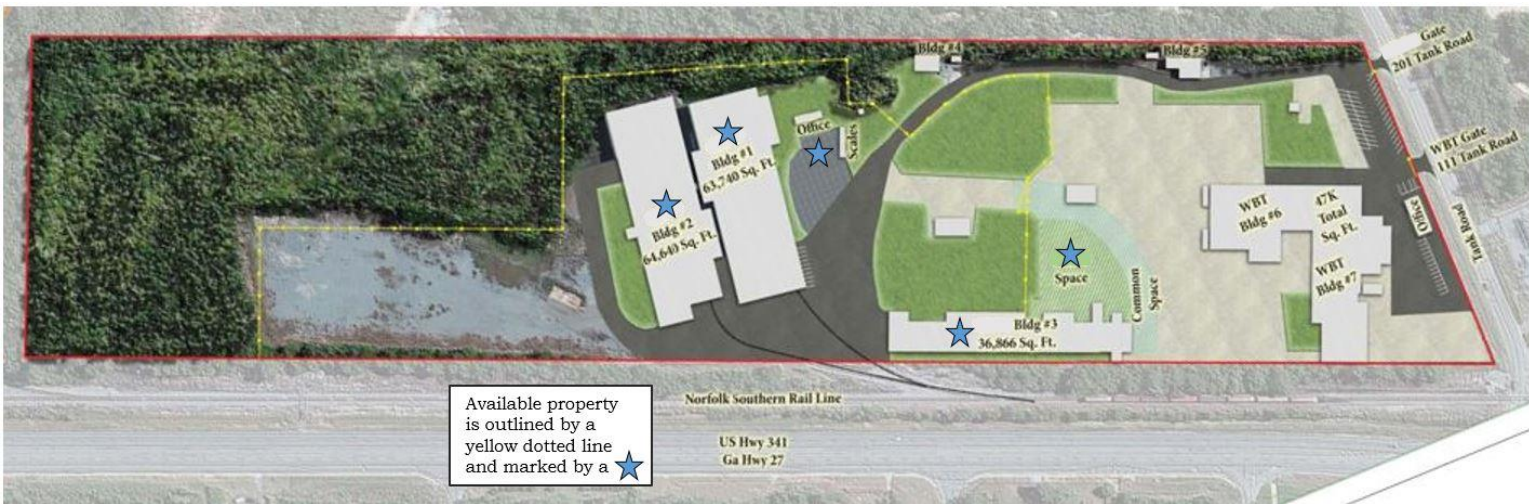 Gate
201 Tank Road
Bldg #4
Bldg #5
Office
Scales
Bldg #1
63,740 Sq. Ft.
Bldg #2
64,640 Sq. Ft.
WBT Gate
111 Tank Road
WBT
Bldg #6
47K
Total
Sq. Ft.
WBT
Bldg #7
Office
Tank Road
Space
Common
Space
Bldg #3
36,866 Sq. Ft.
Norfolk Southern Rail Line
US Hwy 341
Ga Hwy 27
Available property
is outlined by a
yellow dotted line
and marked by a